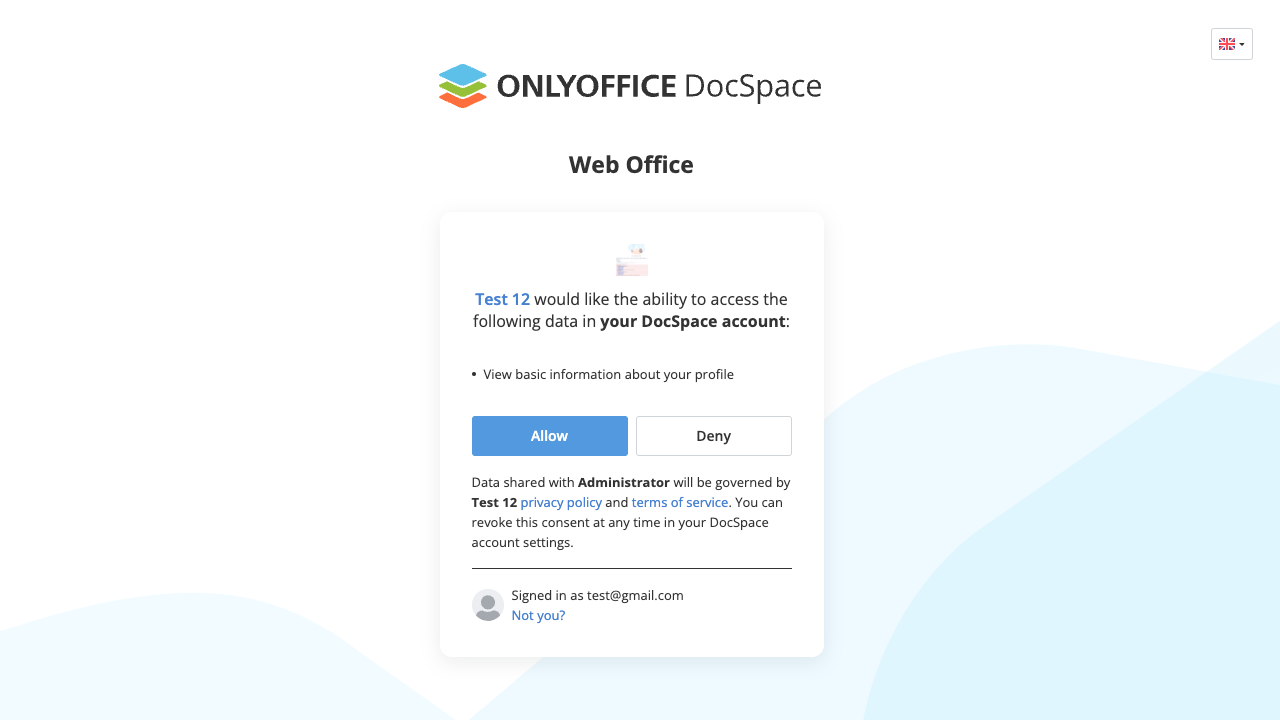 ONLYOFFICE DocSpace
Web Office
Test 12 would like the ability to access the
following data in your DocSpace account:
• View basic information about your profile
Allow
Deny
Data shared with Administrator will be governed by
Test 12 privacy policy and terms of service. You can
revoke this consent at any time in your DocSpace
account settings.
Signed in as test@gmail.com
Not you?